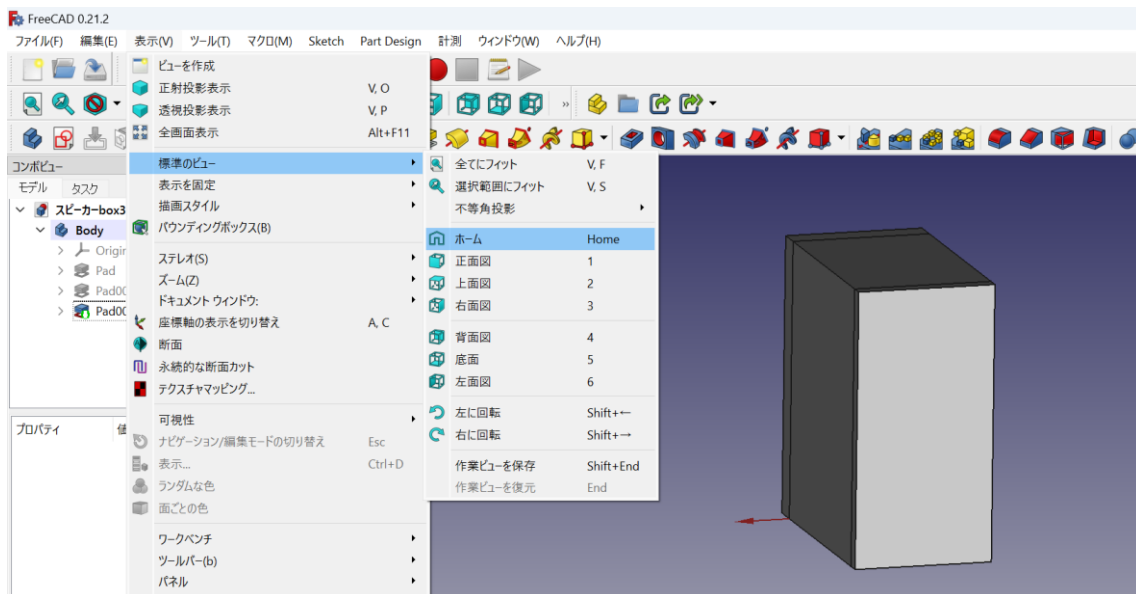 FreeCAD 0.21.2
ファイル(F) 編集(E) 表示(V) ツール(T) マクロ(M) Sketch Part Design 計測 ウィンドウ(W) ヘルプ(H)
ビューを作成
正射投影表示 V, O
透視投影表示 V, P
全画面表示 Alt+F11
標準のビュー
表示を固定
描画スタイル
バウンディングボックス(B)
ステレオ(S)
ズーム(Z)
ドキュメント ウィンドウ:
座標軸の表示を切り替え A, C
断面
永続的な断面カット
テクスチャマッピング...
可視性
ナビゲーション/編集モードの切り替え Esc
表示... Ctrl+D
ランダムな色
面ごとの色
ワークベンチ
ツールバー(b)
パネル
全てにフィット V, F
選択範囲にフィット V, S
不等角投影
ホーム Home
正面図 1
上面図 2
右面図 3
背面図 4
底面 5
左面図 6
左に回転 Shift+←
右に回転 Shift+→
作業ビューを保存 Shift+End
作業ビューを復元 End
コンボビュー
モデル タスク
スピーカーbox3
Body
Origin
Pad
Pad00
Pad00
プロパティ 値